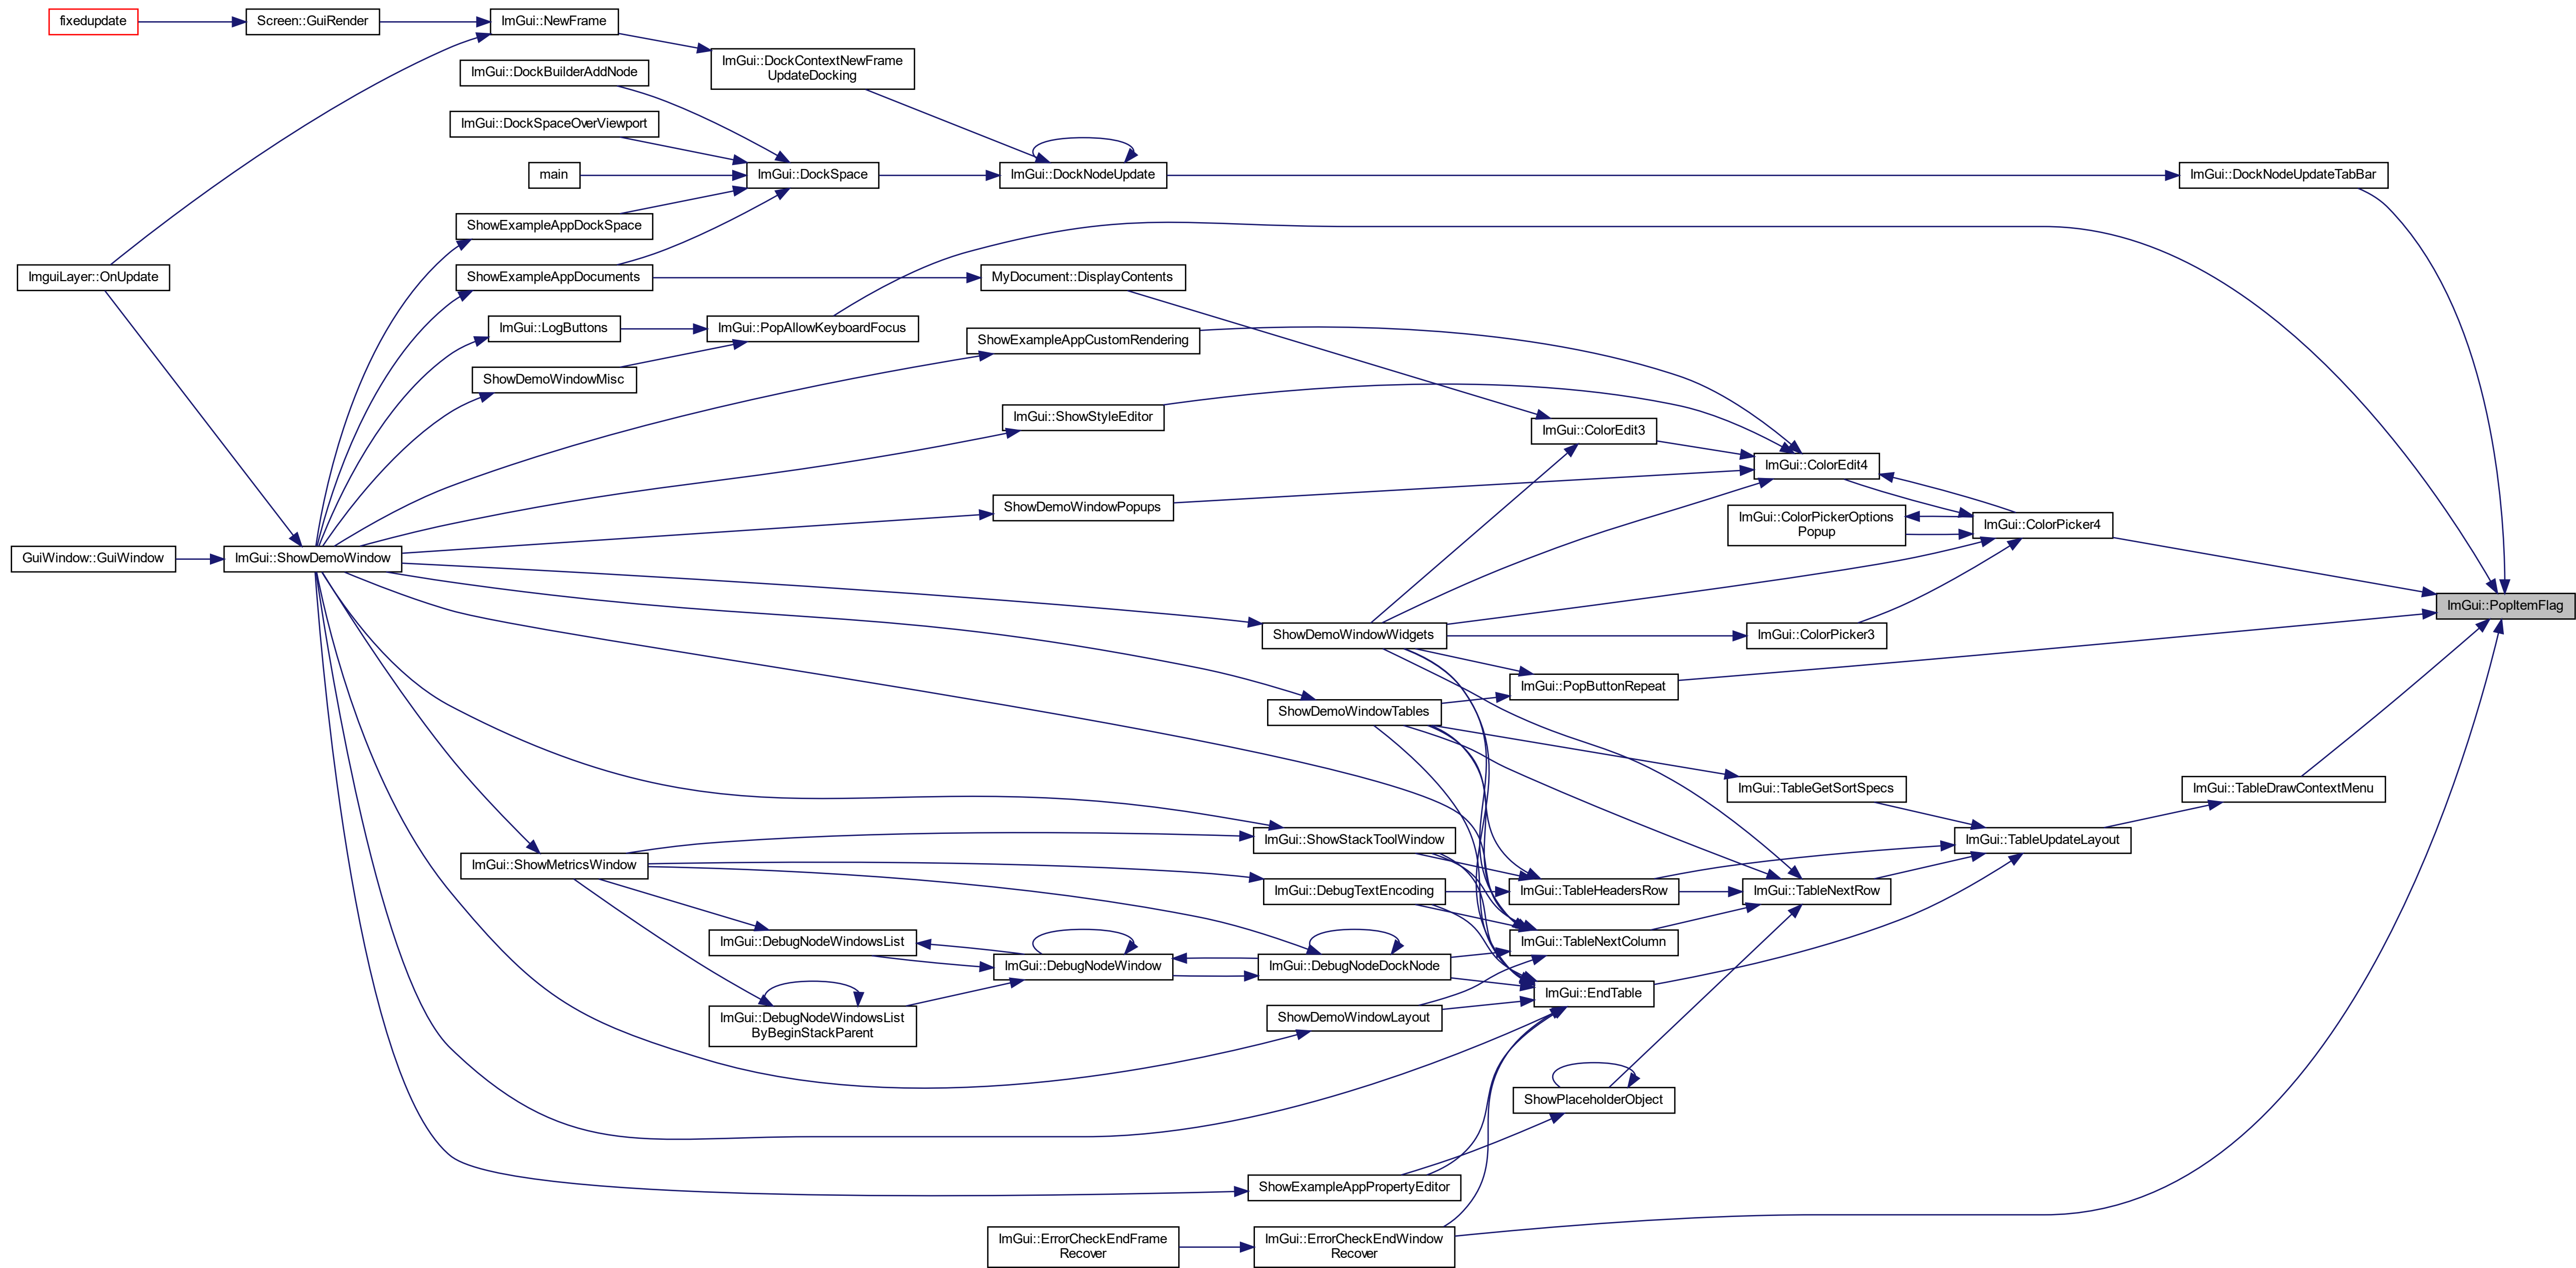 fixedupdate
Screen::GuiRender
ImGui::NewFrame
ImGui::DockContextNewFrame
UpdateDocking
ImGui::DockBuilderAddNode
ImGui::DockSpaceOverViewport
main
ImGui::DockSpace
ImGui::DockNodeUpdate
ImGui::DockNodeUpdateTabBar
ShowExampleAppDockSpace
ImguiLayer::OnUpdate
ShowExampleAppDocuments
MyDocument::DisplayContents
ImGui::LogButtons
ImGui::PopAllowKeyboardFocus
ShowExampleAppCustomRendering
ShowDemoWindowMisc
ImGui::ShowStyleEditor
ImGui::ColorEdit3
ImGui::ColorEdit4
ShowDemoWindowPopups
ImGui::ColorPickerOptions
Popup
ImGui::ColorPicker4
GuiWindow::GuiWindow
ImGui::ShowDemoWindow
ImGui::PopItemFlag
ShowDemoWindowWidgets
ImGui::ColorPicker3
ImGui::PopButtonRepeat
ShowDemoWindowTables
ImGui::TableGetSortSpecs
ImGui::TableDrawContextMenu
ImGui::ShowStackToolWindow
ImGui::TableUpdateLayout
ImGui::ShowMetricsWindow
ImGui::DebugTextEncoding
ImGui::TableHeadersRow
ImGui::TableNextRow
ImGui::DebugNodeWindowsList
ImGui::TableNextColumn
ImGui::DebugNodeWindow
ImGui::DebugNodeDockNode
ImGui::EndTable
ImGui::DebugNodeWindowsList
ByBeginStackParent
ShowDemoWindowLayout
ShowPlaceholderObject
ShowExampleAppPropertyEditor
ImGui::ErrorCheckEndFrame
Recover
ImGui::ErrorCheckEndWindow
Recover